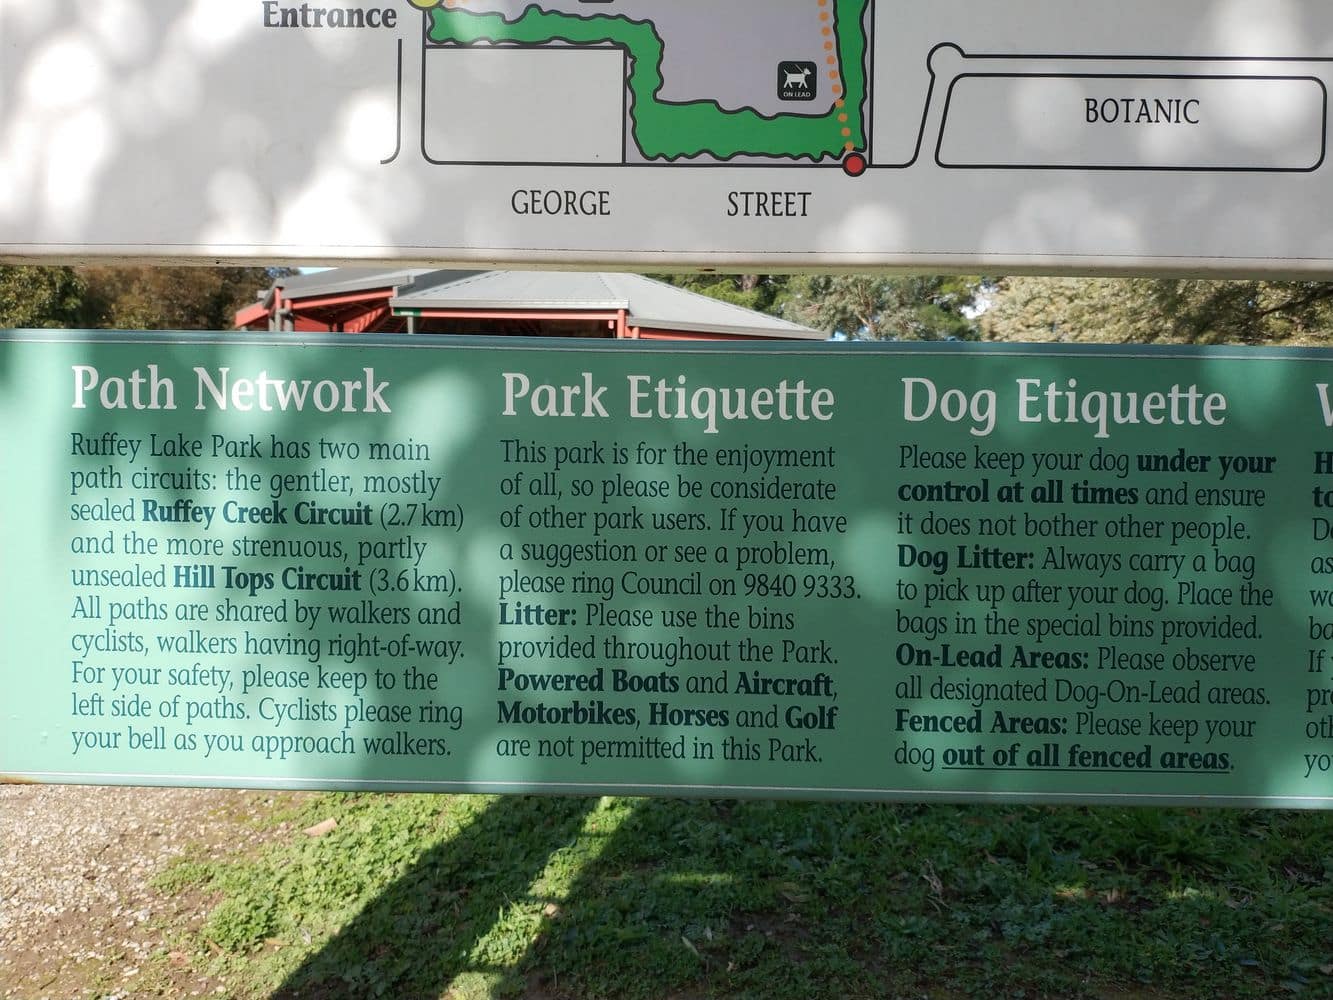 Entrance
ON LEAD
BOTANIC
GEORGE STREET
Path Network
Ruffey Lake Park has two main
path circuits: the gentler, mostly
sealed Ruffey Creek Circuit (2.7 km)
and the more strenuous, partly
unsealed Hill Tops Circuit (3.6 km).
All paths are shared by walkers and
cyclists, walkers having right-of-way.
For your safety, please keep to the
left side of paths. Cyclists please ring
your bell as you approach walkers.
Park Etiquette
This park is for the enjoyment
of all, so please be considerate
of other park users. If you have
a suggestion or see a problem,
please ring Council on 9840 9333.
Litter: Please use the bins
provided throughout the Park.
Powered Boats and Aircraft,
Motorbikes, Horses and Golf
are not permitted in this Park.
Dog Etiquette
Please keep your dog under your
control at all times and ensure
it does not bother other people.
Dog Litter: Always carry a bag
to pick up after your dog. Place the
bags in the special bins provided.
On-Lead Areas: Please observe
all designated Dog-On-Lead areas.
Fenced Areas: Please keep your
dog out of all fenced areas.
If